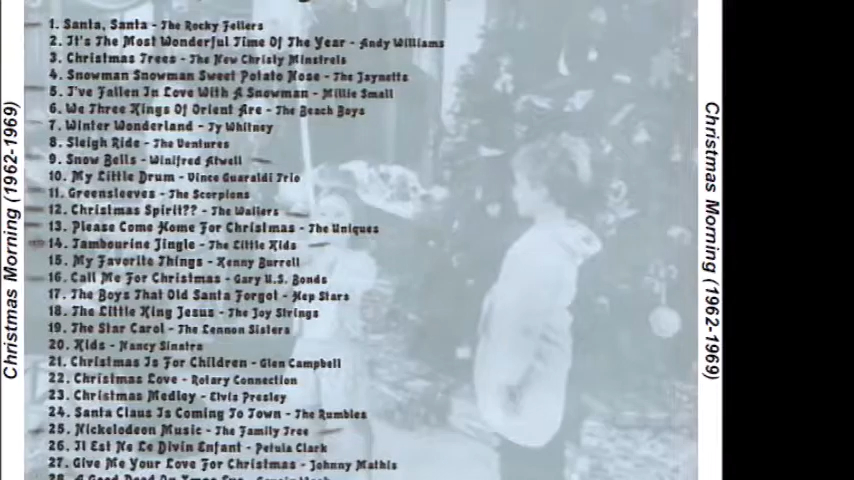 Christmas Morning (1962-1969)
1. Santa, Santa - The Rocky Fellers
2. It's The Most Wonderful Time Of The Year - Andy Williams
3. Christmas Trees - The New Christy Minstrels
4. Snowman Snowman Sweet Potato Nose - The Jaynetts
5. I've Fallen In Love With A Snowman - Millie Small
6. We Three Kings Of Orient Are - The Beach Boys
7. Winter Wonderland - Ty Whitney
8. Sleigh Ride - The Ventures
9. Snow Bells - Winifred Atwell
10. My Little Drum - Vince Guaraldi Trio
11. Greensleeves - The Scorpions
12. Christmas Spirit?? - The Wailers
13. Please Come Home For Christmas - The Uniques
14. Tambourine Jingle - The Little Kids
15. My Favorite Things - Kenny Burrell
16. Call Me For Christmas - Gary U.S. Bonds
17. The Boys That Old Santa Forgot - Hep Stars
18. The Little King Jesus - The Joy Strings
19. The Star Carol - The Lennon Sisters
20. Kids - Nancy Sinatra
21. Christmas Is For Children - Glen Campbell
22. Christmas Love - Rotary Connection
23. Christmas Medley - Elvis Presley
24. Santa Claus Is Coming To Town - The Rumbles
25. Nickelodeon Music - The Family Tree
26. Il Est Ne Le Divin Enfant - Petula Clark
27. Give Me Your Love For Christmas - Johnny Mathis
Christmas Morning (1962-1969)